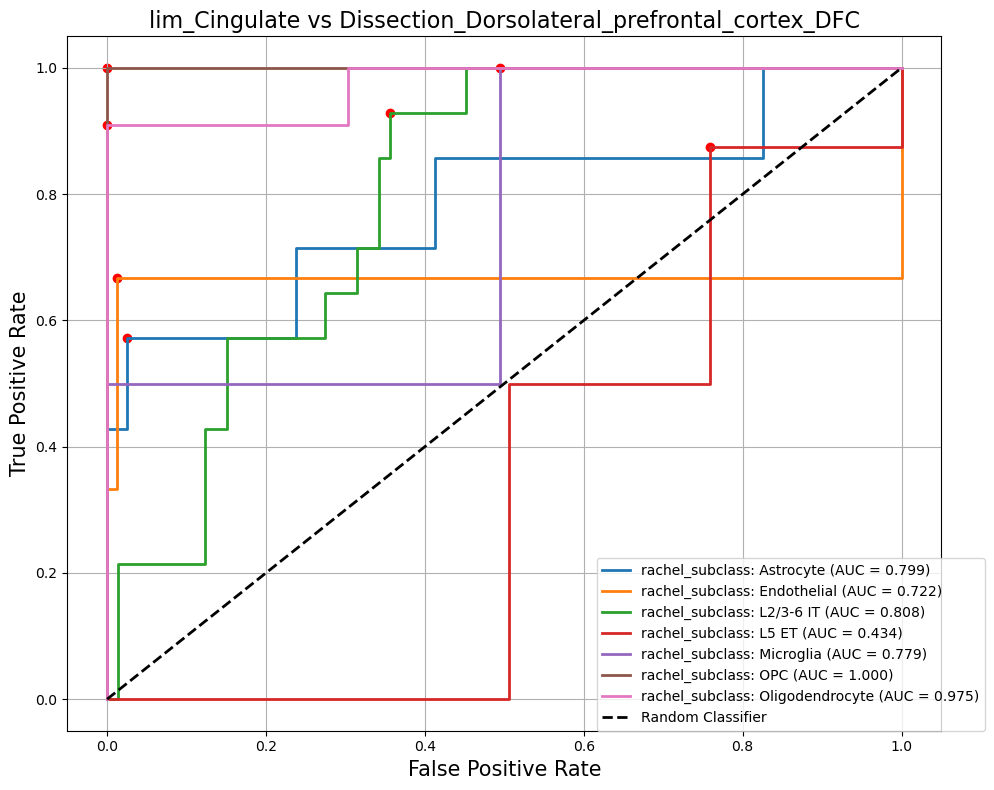 lim_Cingulate vs Dissection_Dorsolateral_prefrontal_cortex_DFC
True Positive Rate
1.0
0.8
0.6
0.4
0.2
0.0
rachel_subclass: Astrocyte (AUC = 0.799)
rachel_subclass: Endothelial (AUC = 0.722)
rachel_subclass: L2/3-6 IT (AUC = 0.808)
rachel_subclass: L5 ET (AUC = 0.434)
rachel_subclass: Microglia (AUC = 0.779)
rachel_subclass: OPC (AUC = 1.000)
rachel_subclass: Oligodendrocyte (AUC = 0.975)
Random Classifier
0.0 0.2 0.4 0.6 0.8 1.0
False Positive Rate